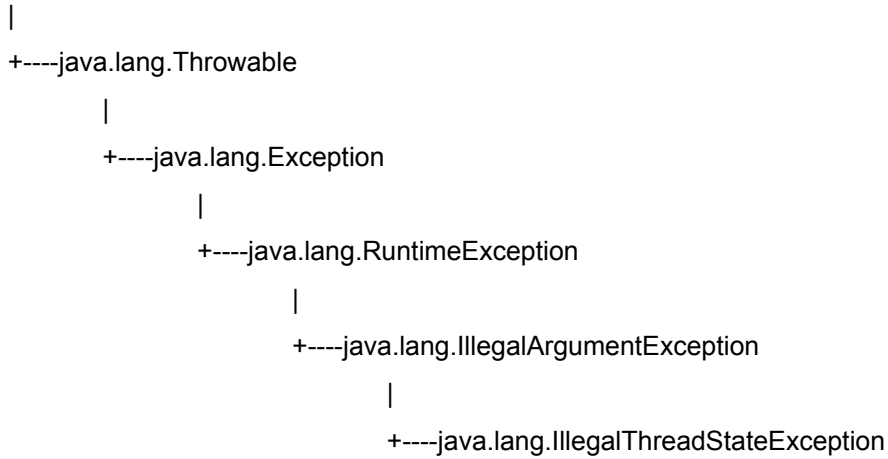 |
+----java.lang.Throwable
|
+----java.lang.Exception
|
+----java.lang.RuntimeException
|
+----java.lang.IllegalArgumentException
|
+----java.lang.IllegalThreadStateException